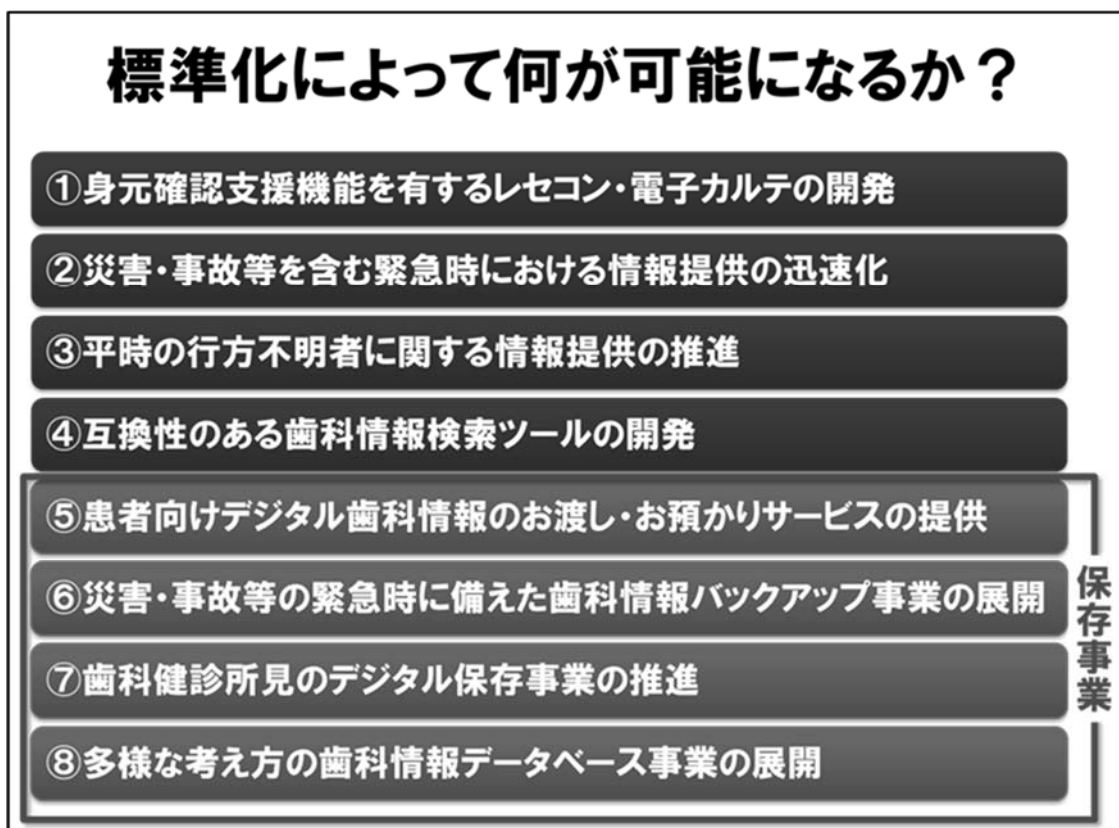 標準化によって何が可能になるか？
①身元確認支援機能を有するレセコン・電子カルテの開発
②災害・事故等を含む緊急時における情報提供の迅速化
③平時の行方不明者に関する情報提供の推進
④互換性のある歯科情報検索ツールの開発
⑤患者向けデジタル歯科情報のお渡し・お預かりサービスの提供
⑥災害・事故等の緊急時に備えた歯科情報バックアップ事業の展開
⑦歯科健診所見のデジタル保存事業の推進
⑧多様な考え方の歯科情報データベース事業の展開
保存事業